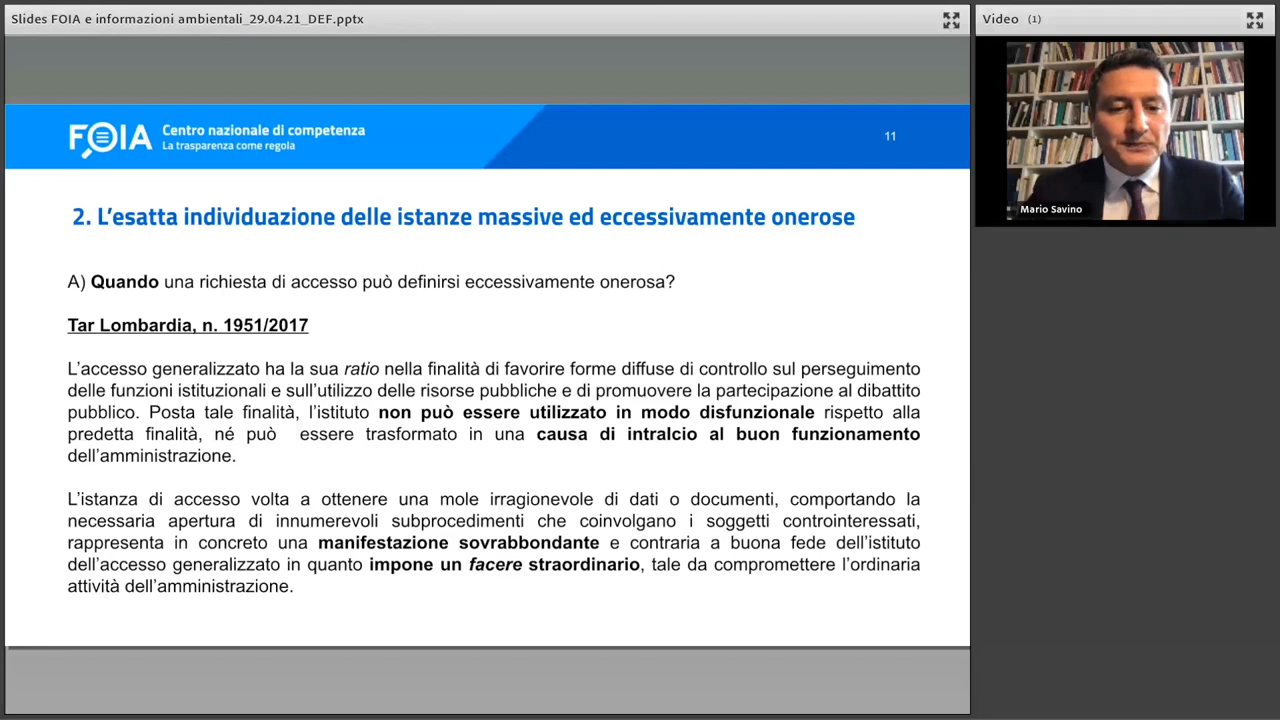 Slides FOIA e informazioni ambientali_29.04.21_DEF.pptx
Video (1)
FOIA
Centro nazionale di competenza
La trasparenza come regola
11
Mario Savino
2. L’esatta individuazione delle istanze massive ed eccessivamente onerose
A) Quando una richiesta di accesso può definirsi eccessivamente onerosa?
Tar Lombardia, n. 1951/2017
L’accesso generalizzato ha la sua ratio nella finalità di favorire forme diffuse di controllo sul perseguimento
delle funzioni istituzionali e sull’utilizzo delle risorse pubbliche e di promuovere la partecipazione al dibattito
pubblico. Posta tale finalità, l’istituto non può essere utilizzato in modo disfunzionale rispetto alla
predetta finalità, né può essere trasformato in una causa di intralcio al buon funzionamento
dell’amministrazione.
L’istanza di accesso volta a ottenere una mole irragionevole di dati o documenti, comportando la
necessaria apertura di innumerevoli subprocedimenti che coinvolgano i soggetti controinteressati,
rappresenta in concreto una manifestazione sovrabbondante e contraria a buona fede dell’istituto
dell’accesso generalizzato in quanto impone un facere straordinario, tale da compromettere l’ordinaria
attività dell’amministrazione.